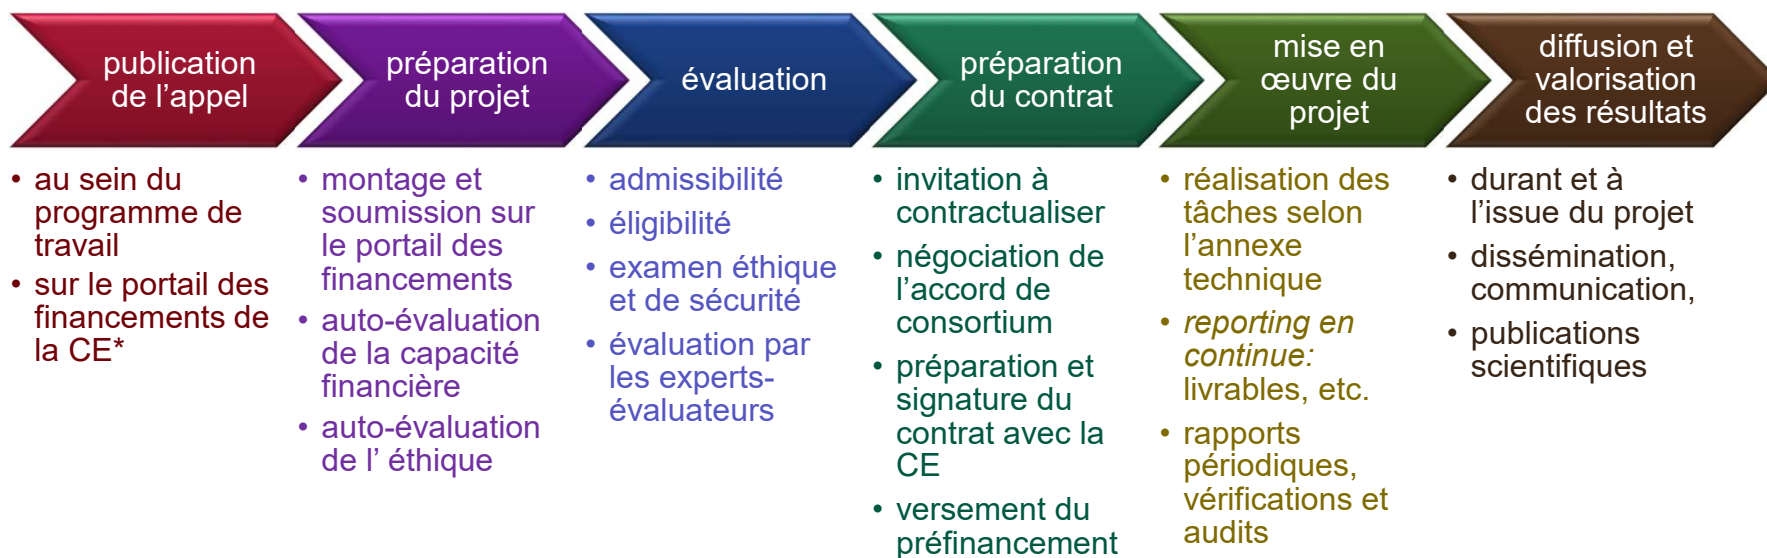 publication
de l’appel
préparation
du projet
évaluation
préparation
du contrat
mise en
œuvre du
projet
diffusion et
valorisation
des résultats
• au sein du
programme de
travail
• sur le portail des
financements de
la CE*
• montage et
soumission sur
le portail des
financements
• auto-évaluation
de la capacité
financière
• auto-évaluation
de l’ éthique
• admissibilité
• éligibilité
• examen éthique
et de sécurité
• évaluation par
les experts-
évaluateurs
• invitation à
contractualiser
• négociation de
l’accord de
consortium
• préparation et
signature du
contrat avec la
CE
• versement du
préfinancement
• réalisation des
tâches selon
l’annexe
technique
• reporting en
continue:
livrables, etc.
• rapports
périodiques,
vérifications et
audits
• durant et à
l’issue du projet
• dissémination,
communication,
• publications
scientifiques